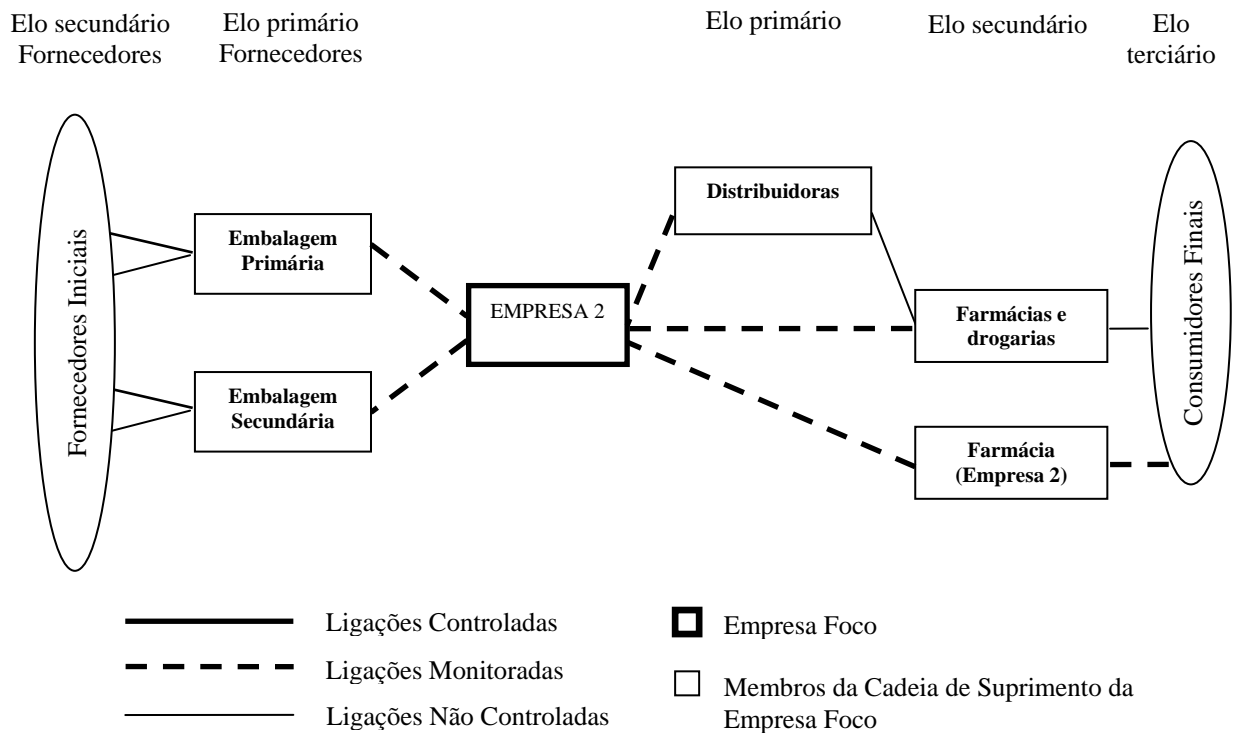 Elo secundário
Fornecedores
Elo primário
Fornecedores
Elo primário
Elo secundário
Elo
terciário
Fornecedores Iniciais
Embalagem
Primária
Embalagem
Secundária
EMPRESA 2
Distribuidoras
Farmácias e
drogarias
Farmácia
(Empresa 2)
Consumidores Finais
Ligações Controladas
Ligações Monitoradas
Ligações Não Controladas
Empresa Foco
Membros da Cadeia de Suprimento da
Empresa Foco